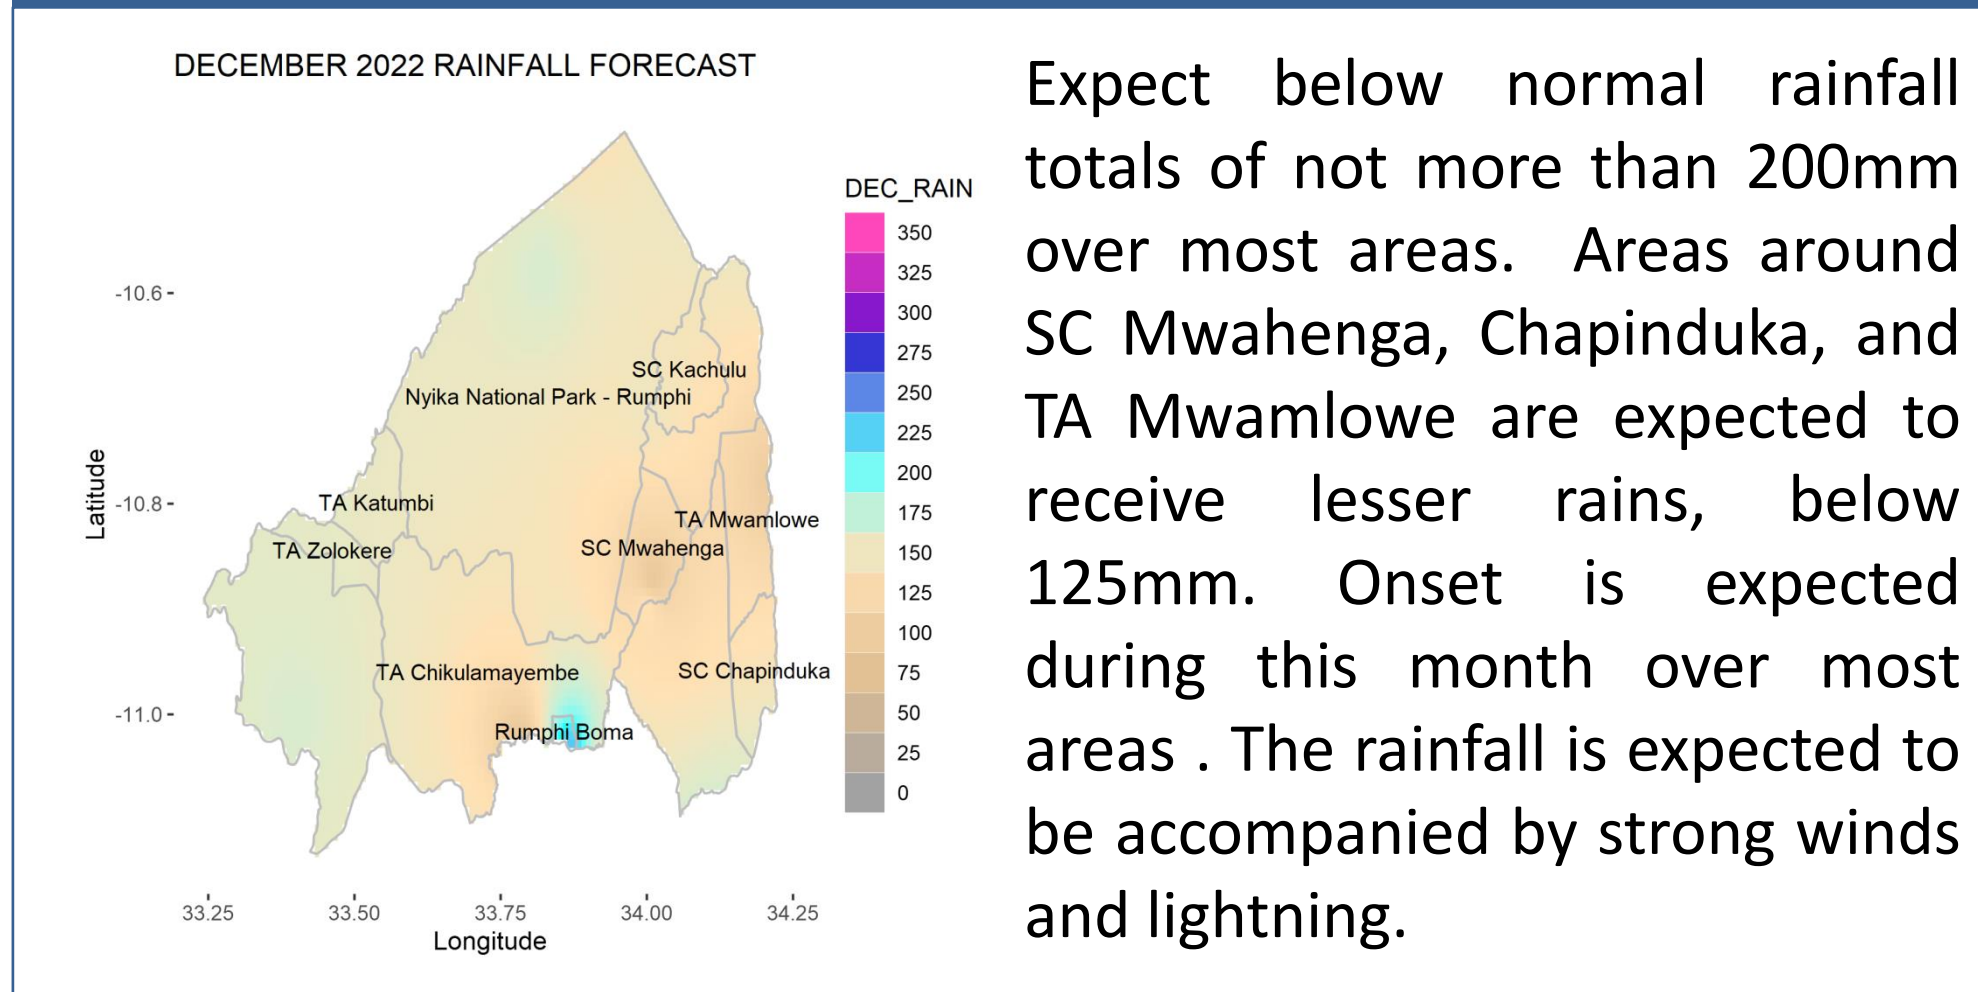 DECEMBER 2022 RAINFALL FORECAST
DEC_RAIN
350
325
300
275
250
225
200
175
150
125
100
75
50
25
0
Latitude
-10.6
-10.8
-11.0
SC Kachulu
Nyika National Park - Rumphi
TA Katumbi
TA Mwamlowe
TA Zolokere
SC Mwahenga
TA Chikulamayembe
SC Chapinduka
Rumphi Boma
33.25
33.50
33.75
34.00
34.25
Longitude
Expect below normal rainfall
totals of not more than 200mm
over most areas. Areas around
SC Mwahenga, Chapinduka, and
TA Mwamlowe are expected to
receive lesser rains, below
125mm. Onset is expected
during this month over most
areas . The rainfall is expected to
be accompanied by strong winds
and lightning.